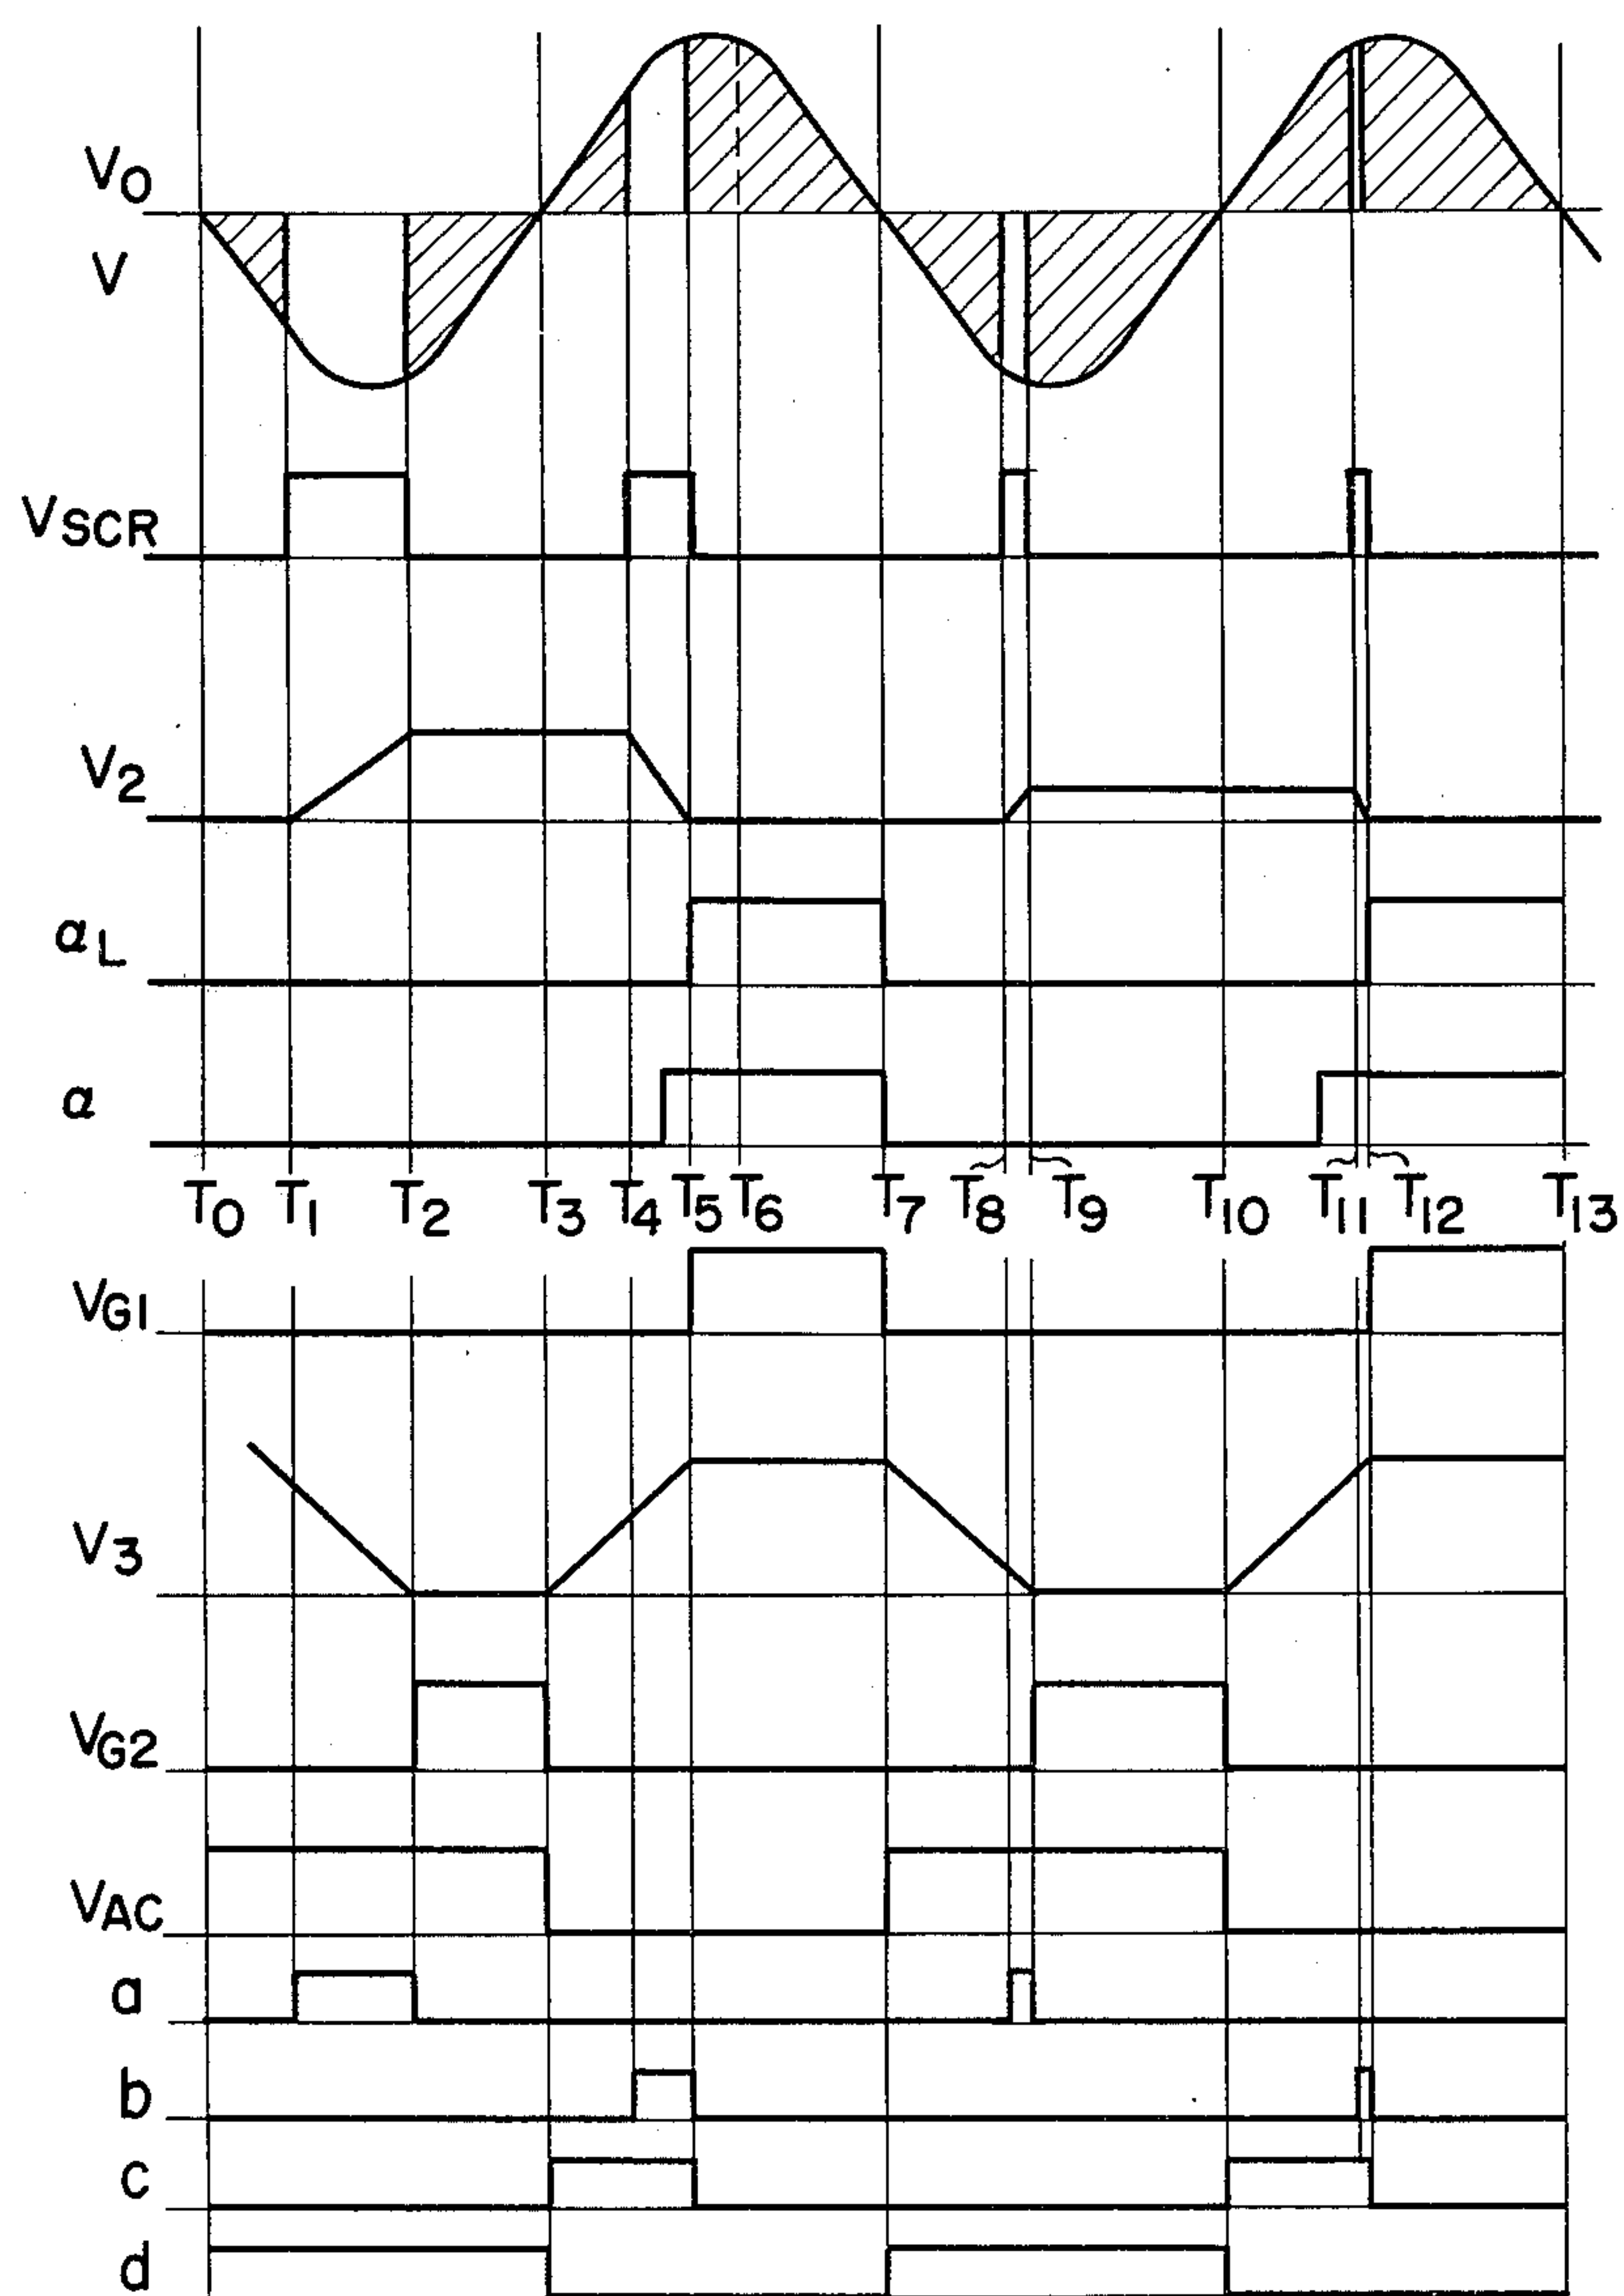 V0
V
VSCR
V2
αL
α
T0 T1 T2 T3 T4 T5 T6 T7 T8 T9 T10 T11 T12 T13
VG1
V3
VG2
VAC
a
b
c
d